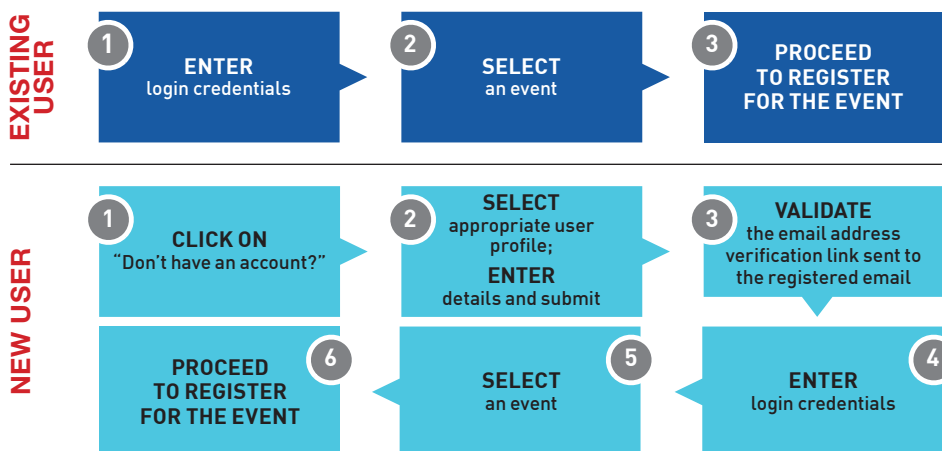 EXISTING
USER
1
ENTER
login credentials
2
SELECT
an event
3
PROCEED
TO REGISTER
FOR THE EVENT
NEW USER
1
CLICK ON
“Don’t have an account?”
2
SELECT
appropriate user
profile;
ENTER
details and submit
3
VALIDATE
the email address
verification link sent to
the registered email
4
ENTER
login credentials
5
SELECT
an event
6
PROCEED
TO REGISTER
FOR THE EVENT